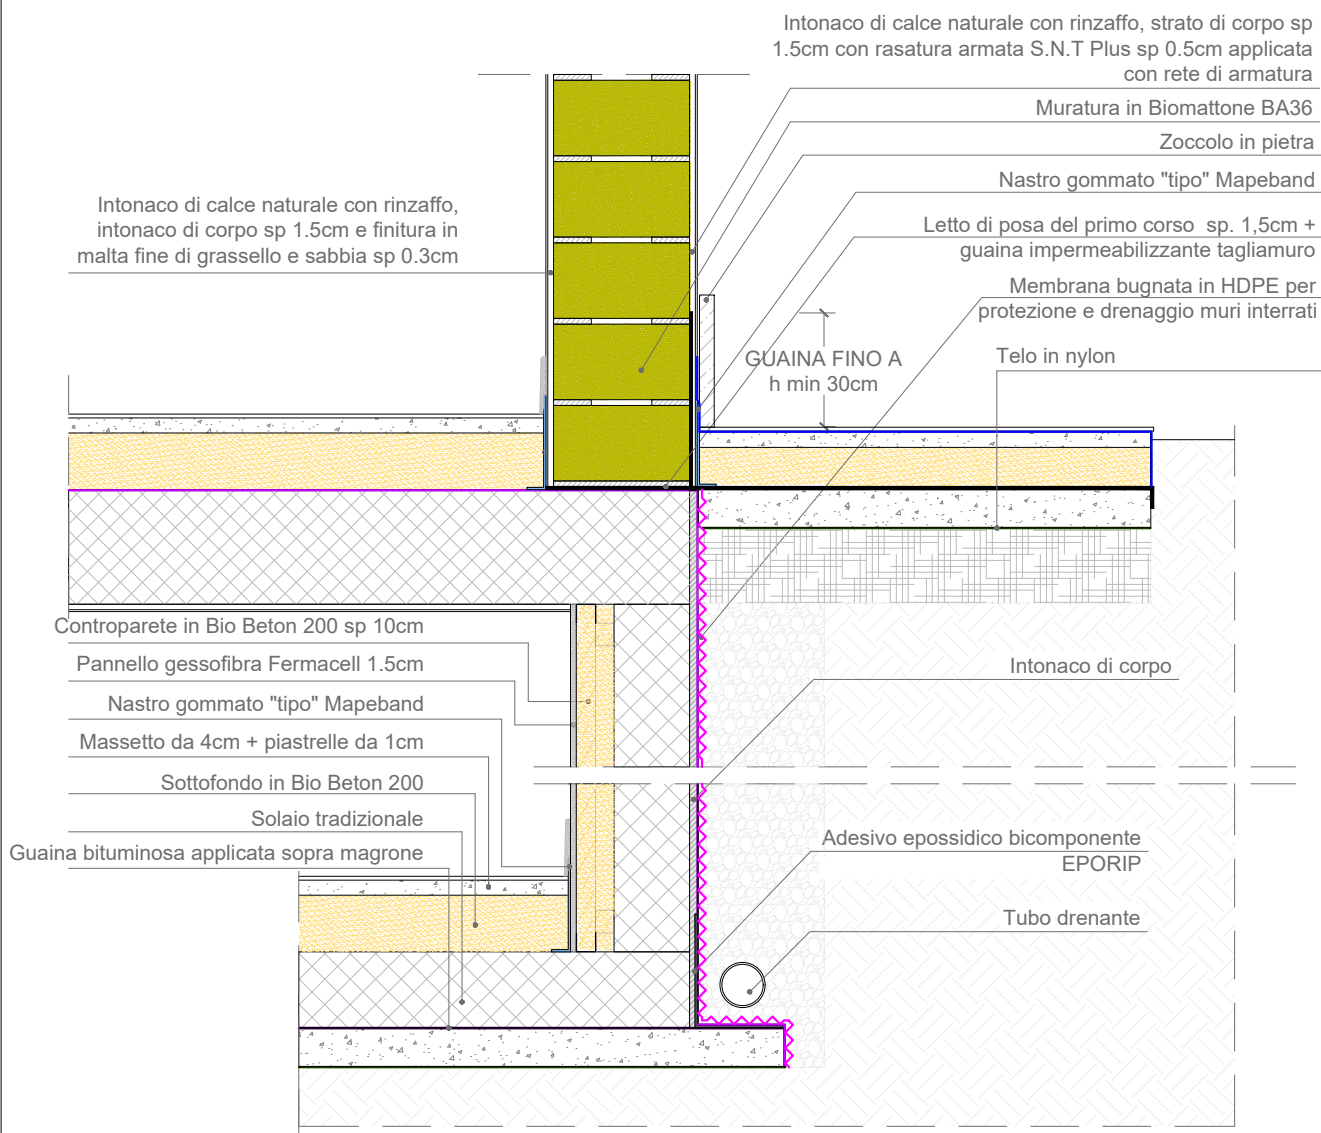 Intonaco di calce naturale con rinzaffo, strato di corpo sp
1.5cm con rasatura armata S.N.T Plus sp 0.5cm applicata
con rete di armatura
Muratura in Biomattone BA36
Zoccolo in pietra
Nastro gommato "tipo" Mapeband
Letto di posa del primo corso sp. 1,5cm +
guaina impermeabilizzante tagliamuro
Membrana bugnata in HDPE per
protezione e drenaggio muri interrati
Telo in nylon
GUAINA FINO A
h min 30cm
Intonaco di calce naturale con rinzaffo,
intonaco di corpo sp 1.5cm e finitura in
malta fine di grassello e sabbia sp 0.3cm
Controparete in Bio Beton 200 sp 10cm
Pannello gessofibra Fermacell 1.5cm
Nastro gommato "tipo" Mapeband
Massetto da 4cm + piastrelle da 1cm
Sottofondo in Bio Beton 200
Solaio tradizionale
Guaina bituminosa applicata sopra magrone
Intonaco di corpo
Adesivo epossidico bicomponente
EPORIP
Tubo drenante